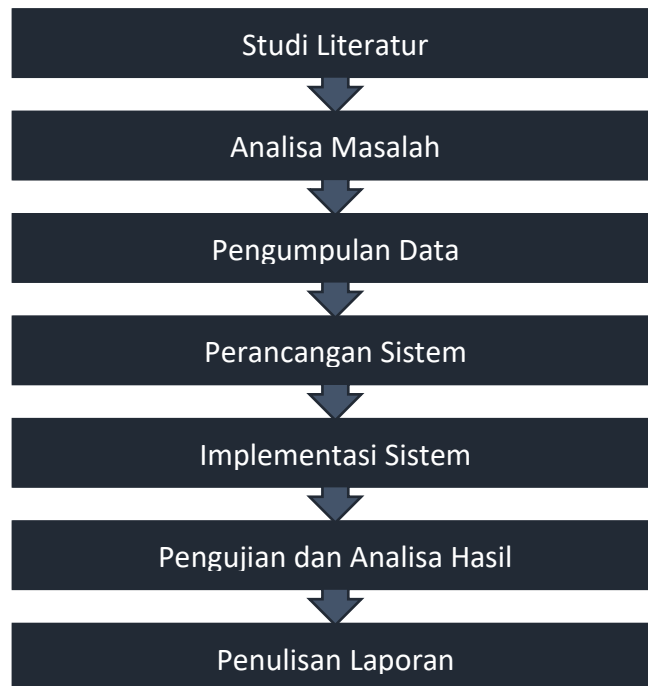 Studi Literatur
Analisa Masalah
Pengumpulan Data
Perancangan Sistem
Implementasi Sistem
Pengujian dan Analisa Hasil
Penulisan Laporan